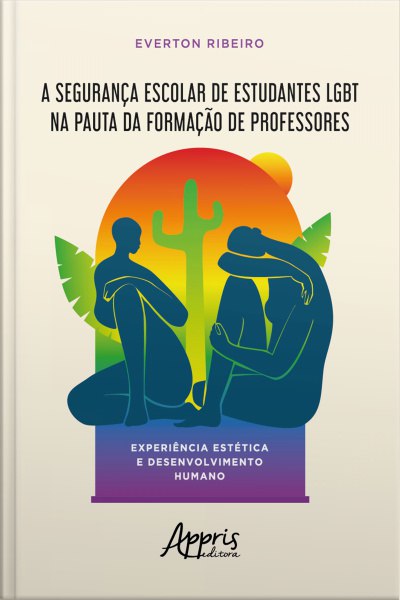 EVERTON RIBEIRO
A SEGURANÇA ESCOLAR DE ESTUDANTES LGBT
NA PAUTA DA FORMAÇÃO DE PROFESSORES
EXPERIÊNCIA ESTÉTICA
E DESENVOLVIMENTO
HUMANO
Appris
editora